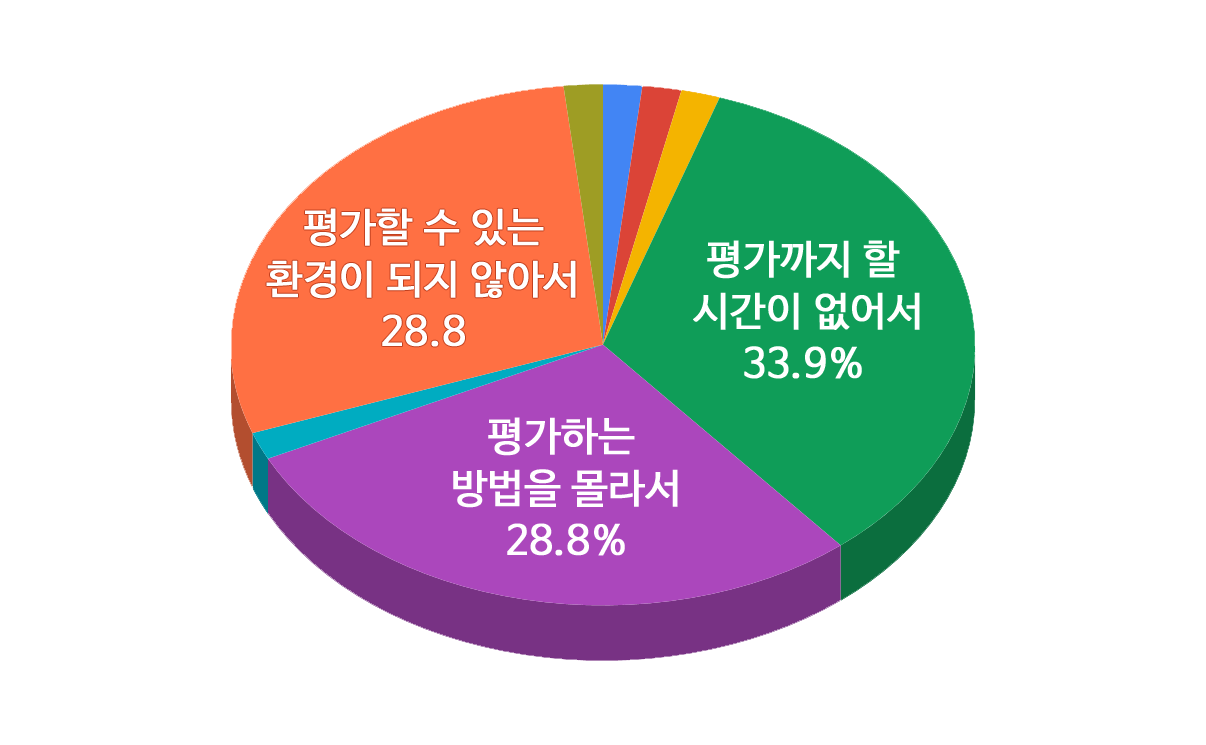 평가할 수 있는
환경이 되지 않아서
28.8
평가까지 할
시간이 없어서
33.9%
평가하는
방법을 몰라서
28.8%